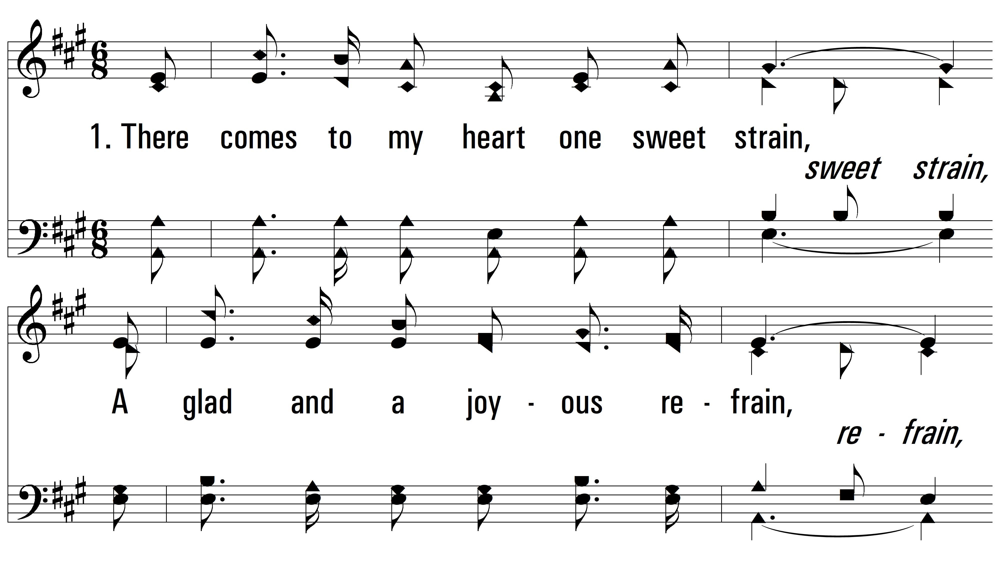 1. There comes to my heart one sweet strain,
sweet strain,
A glad and a joy - ous re - frain,
re - frain,